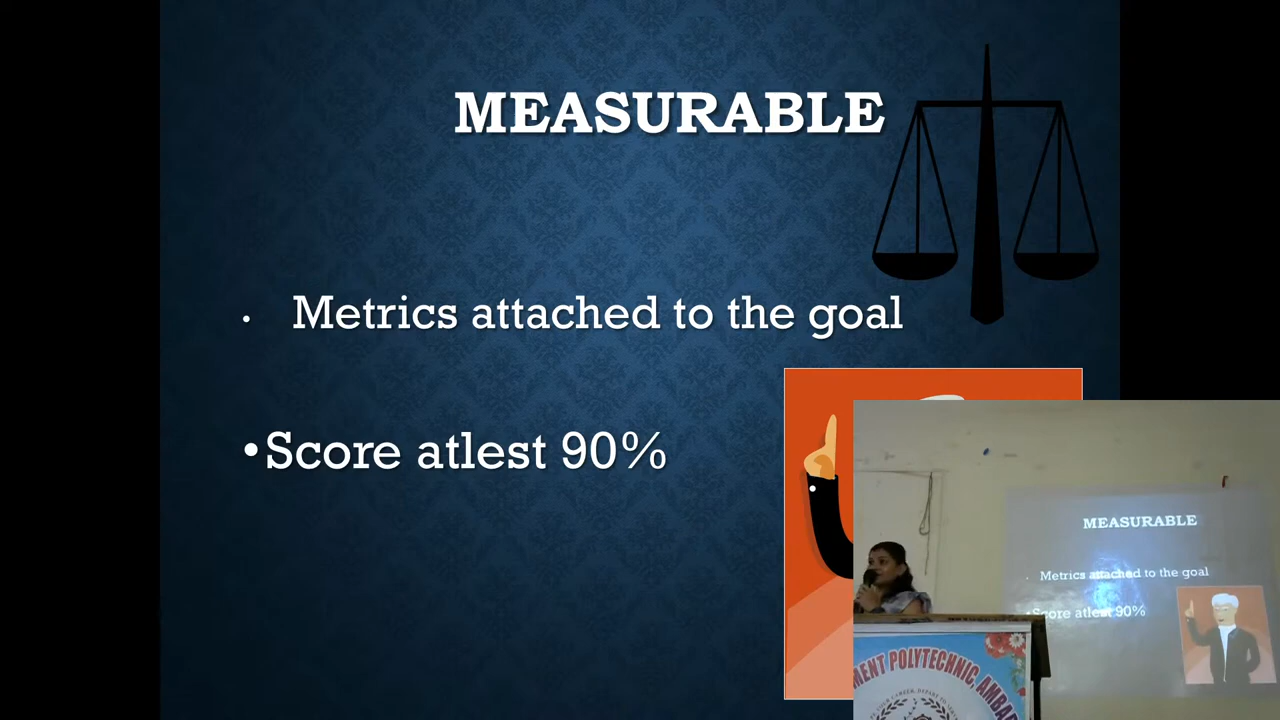 MEASURABLE
• Metrics attached to the goal
•Score atlest 90%
MEASURABLE
· Metrics attached to the goal
•Score atlest 90%
MENT POLYTECHNIC, AMBA